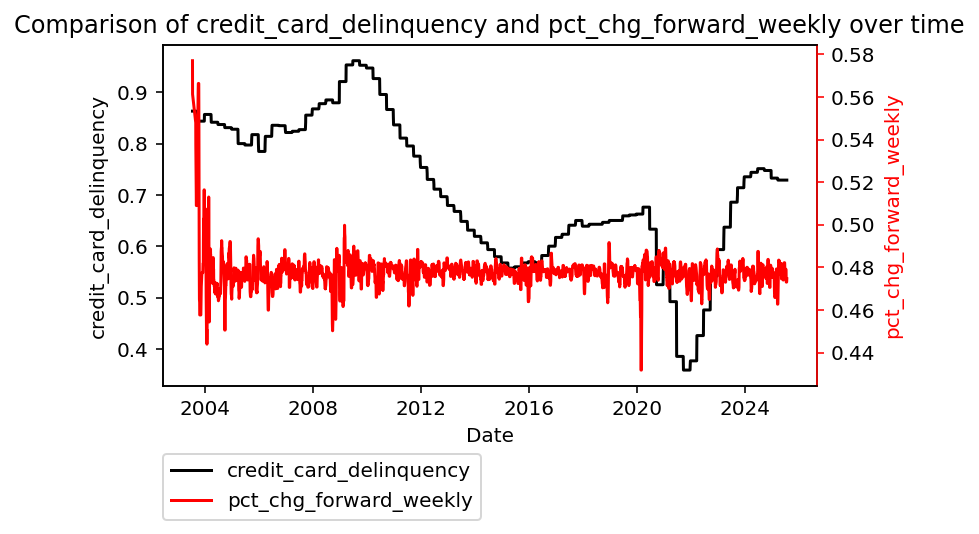 Comparison of credit_card_delinquency and pct_chg_forward_weekly over time
credit_card_delinquency
0.9
0.8
0.7
0.6
0.5
0.4
0.58
0.56
0.54
0.52
0.50
0.48
0.46
0.44
pct_chg_forward_weekly
2004 2008 2012 2016 2020 2024
Date
credit_card_delinquency
pct_chg_forward_weekly